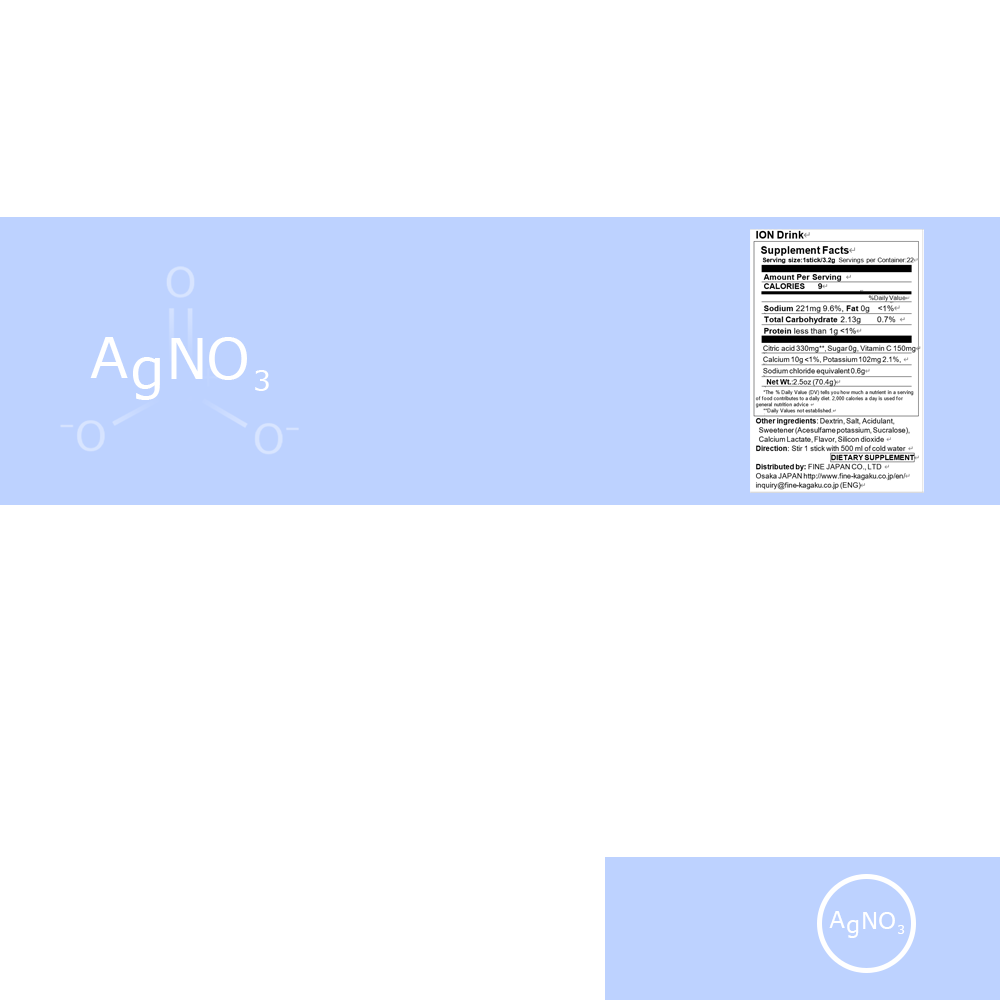 O
AgNO3
⁻O O⁻
ION Drink↵
Supplement Facts↵
Serving size:1stick/3.2g Servings per Container:22↵
Amount Per Serving ↵
CALORIES 9↵
%Daily Value↵
Sodium 221mg 9.6%, Fat 0g <1%↵
Total Carbohydrate 2.13g 0.7% ↵
Protein less than 1g <1%↵
Citric acid 330mg**, Sugar 0g, Vitamin C 150mg↵
Calcium 10g <1%, Potassium 102mg 2.1%, ↵
Sodium chloride equivalent 0.6g↵
Net Wt.:2.5oz (70.4g)↵
*The % Daily Value (DV) tells you how much a nutrient in a serving
of food contributes to a daily diet. 2,000 calories a day is used for
general nutrition advice ↵
**Daily Values not established ↵
Other ingredients: Dextrin, Salt, Acidulant,
Sweetener (Acesulfame potassium, Sucralose),
Calcium Lactate, Flavor, Silicon dioxide ↵
Direction: Stir 1 stick with 500 ml of cold water ↵
DIETARY SUPPLEMENT↵
Distributed by: FINE JAPAN CO., LTD ↵
Osaka JAPAN http://www.fine-kagaku.co.jp/en/↵
inquiry@fine-kagaku.co.jp (ENG)↵
AgNO3